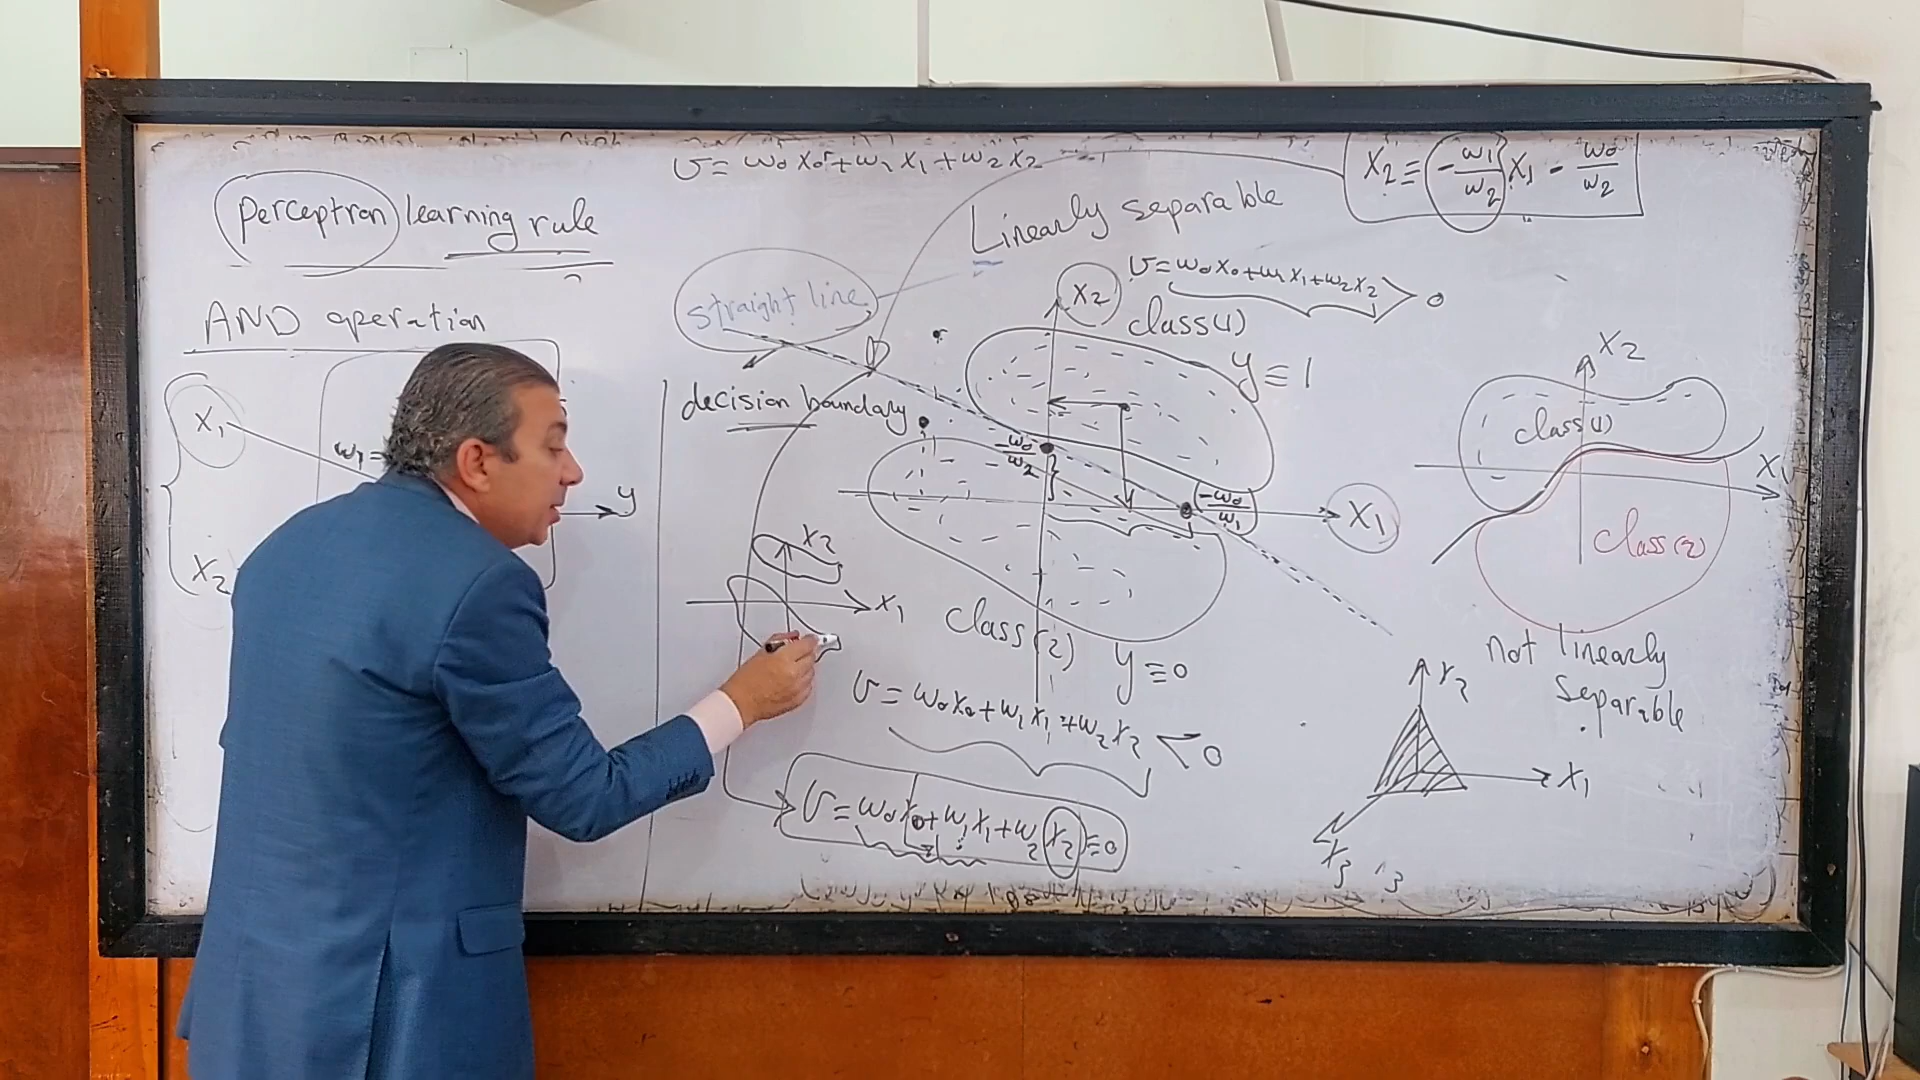 v = w0 x0 + w1 x1 + w2 x2
x2 = -w1/w2 x1 - w0/w2
perceptron learning rule
Linearly separable
v = w0 x0 + w1 x1 + w2 x2 > 0
AND operation
straight line
x2
class(1)
y = 1
decision boundary
x1
w1 =
y
x2
-w0/w2
-w0/w1
x1
x2
class(1)
x1
class(2)
x2
x1
class(2)
y = 0
not linearly
separable
v = w0 x0 + w1 x1 + w2 x2 < 0
x2
x1
x3
v = w0 x0 + w1 x1 + w2 x2 = 0